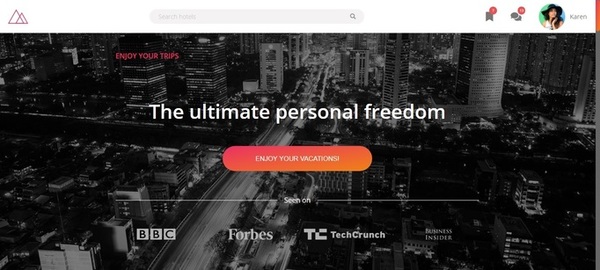 Search hotels
Karen
ENJOY YOUR TRIPS
The ultimate personal freedom
ENJOY YOUR VACATIONS!
Seen on
BBC
Forbes
TC TechCrunch
BUSINESS
INSIDER